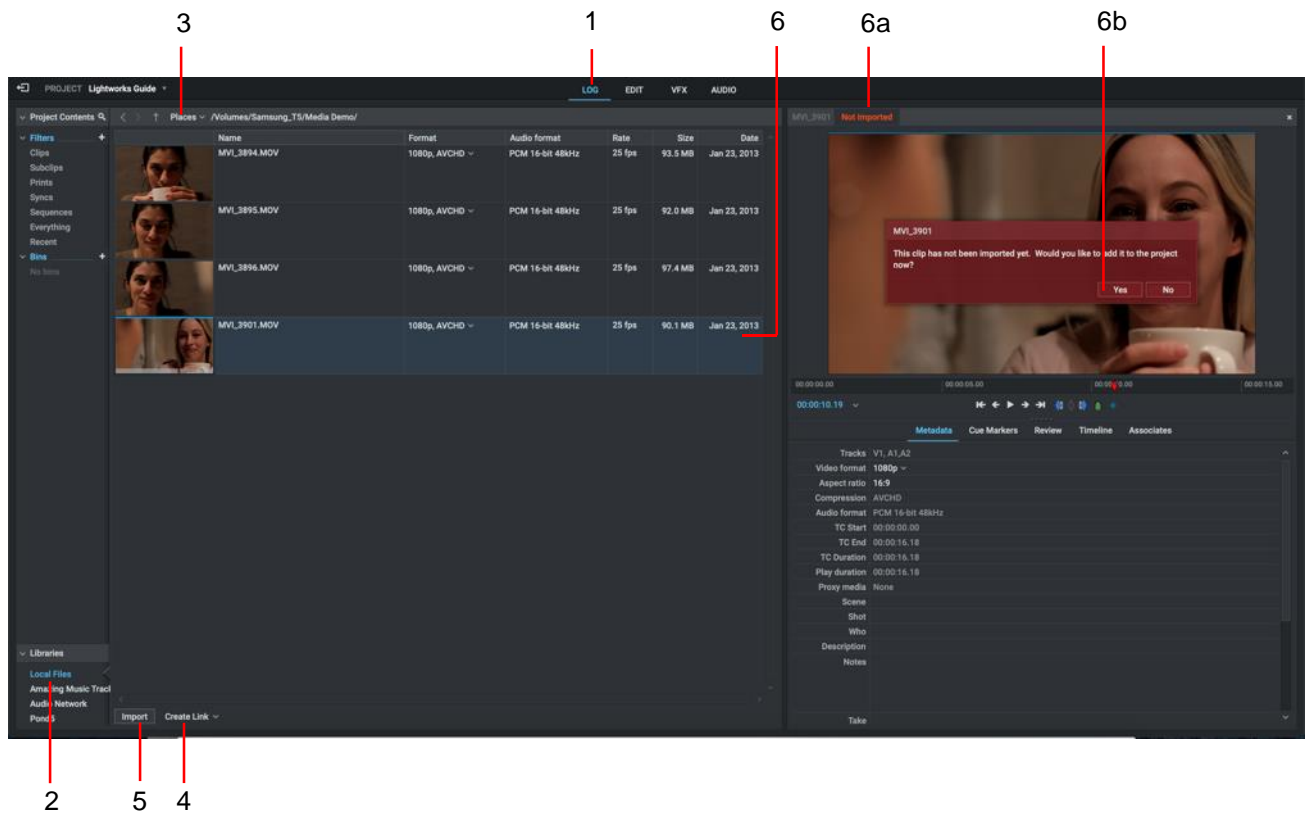 3 1 6 6a 6b
PROJECT Lightworks Guide
LOG EDIT VFX AUDIO
Project Contents
Places /Volumes/Samsung_T5/Media Demo/
MVI_3901 Not Imported
Filters +
Clips
Subclips
Prints
Syncs
Sequences
Everything
Recent
Bins +
No bins
Name Format Audio format Rate Size Date
MVI_3894.MOV 1080p, AVCHD PCM 16-bit 48kHz 25 fps 93.5 MB Jan 23, 2013
MVI_3895.MOV 1080p, AVCHD PCM 16-bit 48kHz 25 fps 92.0 MB Jan 23, 2013
MVI_3896.MOV 1080p, AVCHD PCM 16-bit 48kHz 25 fps 97.4 MB Jan 23, 2013
MVI_3901.MOV 1080p, AVCHD PCM 16-bit 48kHz 25 fps 90.1 MB Jan 23, 2013
MVI_3901
This clip has not been imported yet. Would you like to add it to the project
now?
Yes No
00:00:00.00 00:00:05.00 00:00:10.00 00:00:15.00
00:00:10.19
Metadata Cue Markers Review Timeline Associates
Tracks V1, A1,A2
Video format 1080p
Aspect ratio 16:9
Compression AVCHD
Audio format PCM 16-bit 48kHz
TC Start 00:00:00.00
TC End 00:00:16.18
TC Duration 00:00:16.18
Play duration 00:00:16.18
Proxy media None
Scene
Shot
Who
Description
Notes
Take
Libraries
Local Files
Amazing Music Tracl
Audio Network
Pond5
Import Create Link
2 5 4